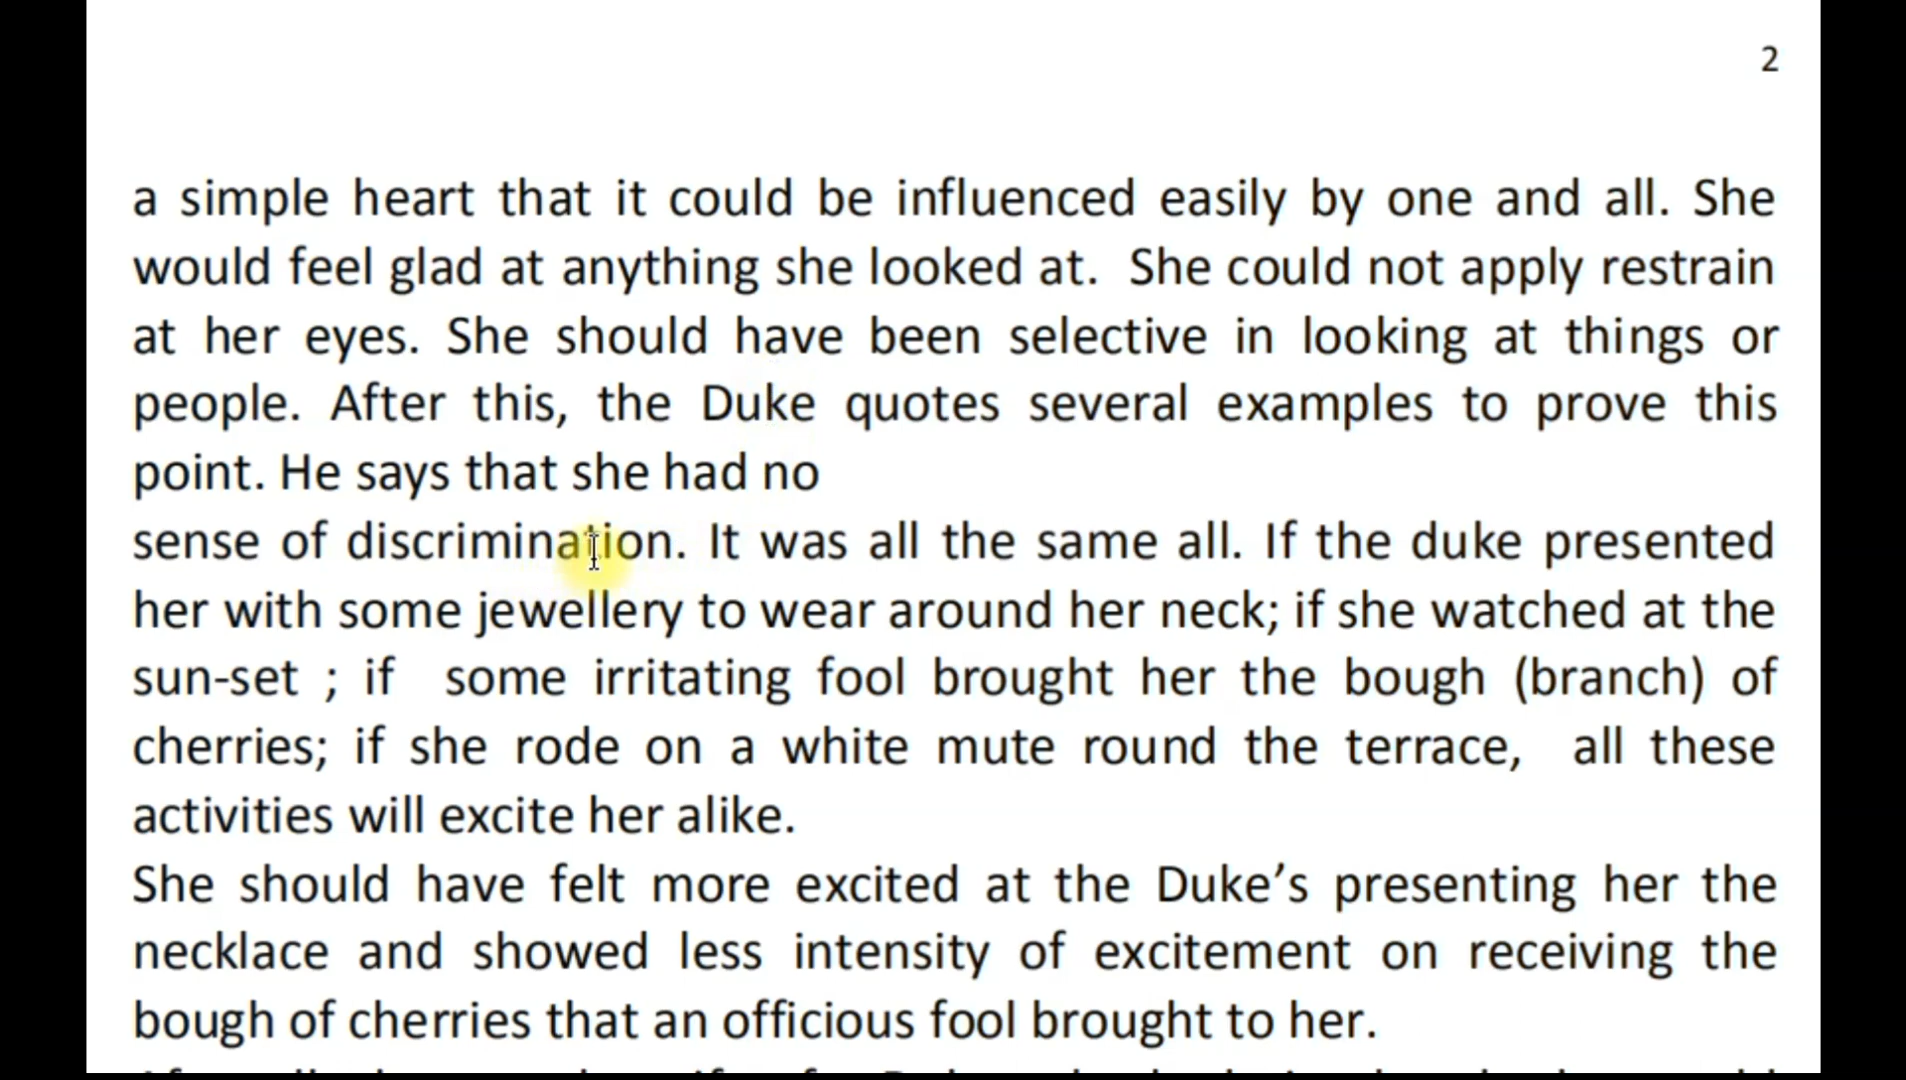 2
a simple heart that it could be influenced easily by one and all. She
would feel glad at anything she looked at. She could not apply restrain
at her eyes. She should have been selective in looking at things or
people. After this, the Duke quotes several examples to prove this
point. He says that she had no
sense of discrimination. It was all the same all. If the duke presented
her with some jewellery to wear around her neck; if she watched at the
sun-set ; if some irritating fool brought her the bough (branch) of
cherries; if she rode on a white mute round the terrace, all these
activities will excite her alike.
She should have felt more excited at the Duke’s presenting her the
necklace and showed less intensity of excitement on receiving the
bough of cherries that an officious fool brought to her.